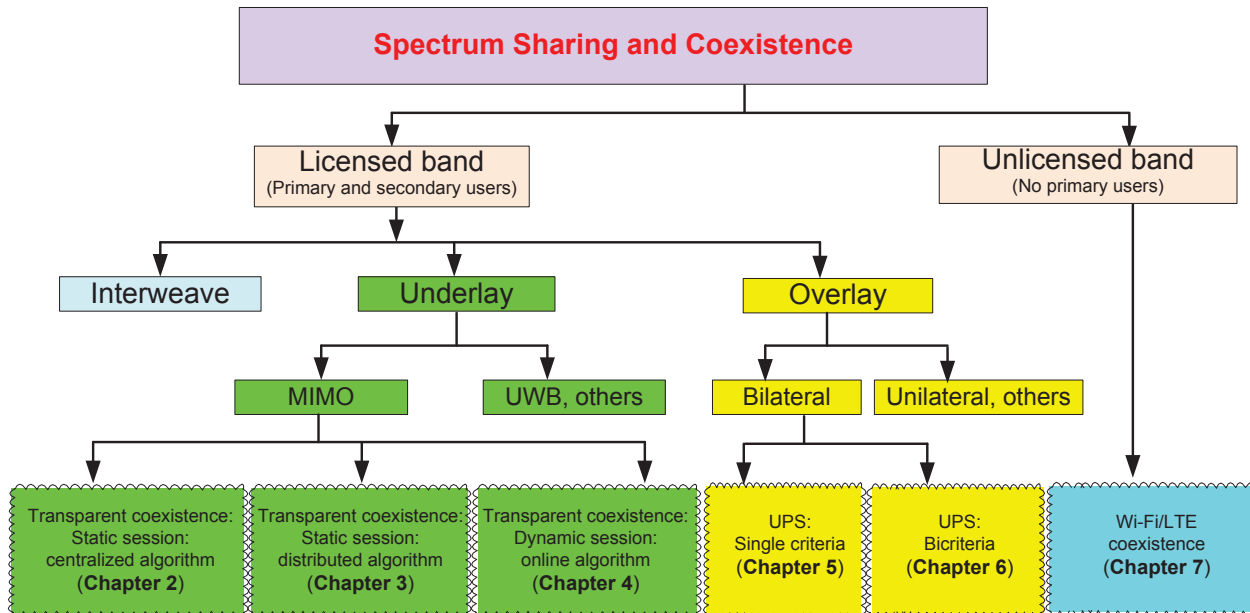 Spectrum Sharing and Coexistence
Licensed band
(Primary and secondary users)
Unlicensed band
(No primary users)
Interweave
Underlay
Overlay
MIMO
UWB, others
Bilateral
Unilateral, others
Transparent coexistence:
Static session:
centralized algorithm
(Chapter 2)
Transparent coexistence:
Static session:
distributed algorithm
(Chapter 3)
Transparent coexistence:
Dynamic session:
online algorithm
(Chapter 4)
UPS:
Single criteria
(Chapter 5)
UPS:
Bicriteria
(Chapter 6)
Wi-Fi/LTE
coexistence
(Chapter 7)